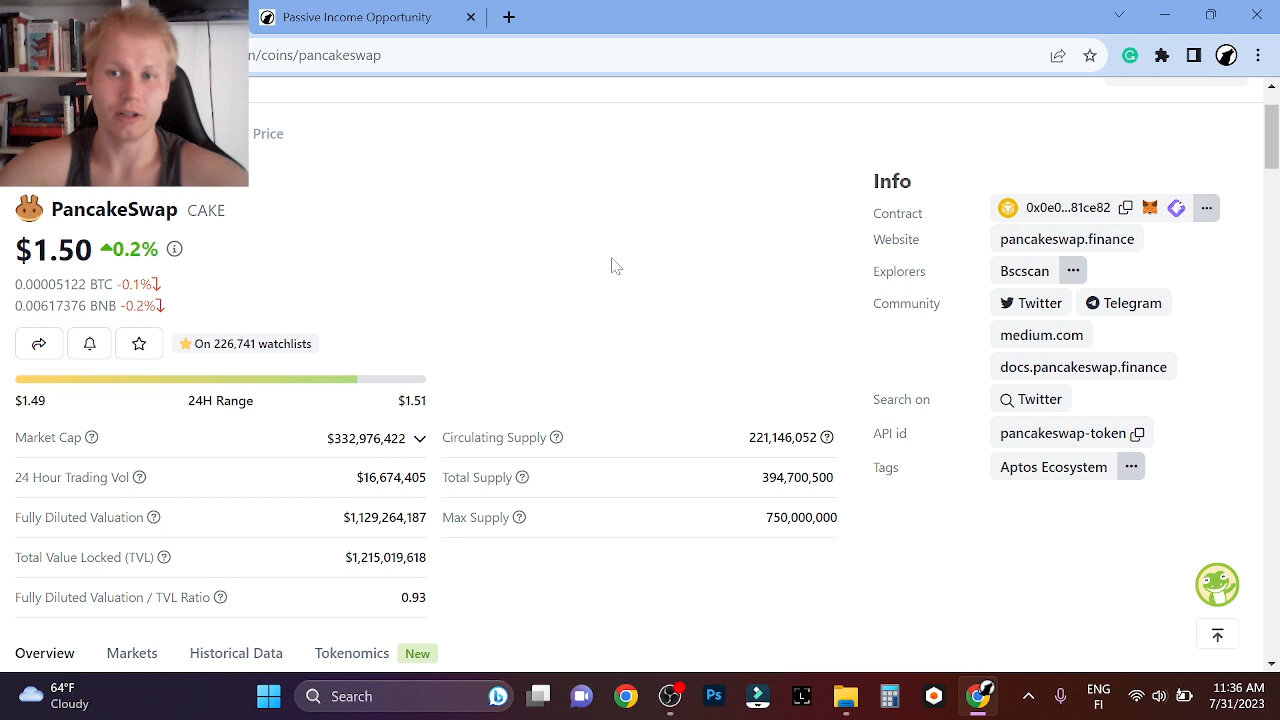 Passive Income Opportunity
n/coins/pancakeswap
Price
PancakeSwap CAKE
$1.50 0.2%
0.00005122 BTC -0.1%
0.00617376 BNB -0.2%
On 226,741 watchlists
$1.49 24H Range $1.51
Market Cap $332,976,422
24 Hour Trading Vol $16,674,405
Fully Diluted Valuation $1,129,264,187
Total Value Locked (TVL) $1,215,019,618
Fully Diluted Valuation / TVL Ratio 0.93
Circulating Supply 221,146,052
Total Supply 394,700,500
Max Supply 750,000,000
Info
Contract 0x0e0...81ce82
Website pancakeswap.finance
Explorers Bscscan
Community Twitter Telegram
medium.com
docs.pancakeswap.finance
Search on Twitter
API id pancakeswap-token
Tags Aptos Ecosystem
Overview Markets Historical Data Tokenomics New
64°F
Cloudy
Search
Ps
ENG
FI
11:36 AM
7/31/2023